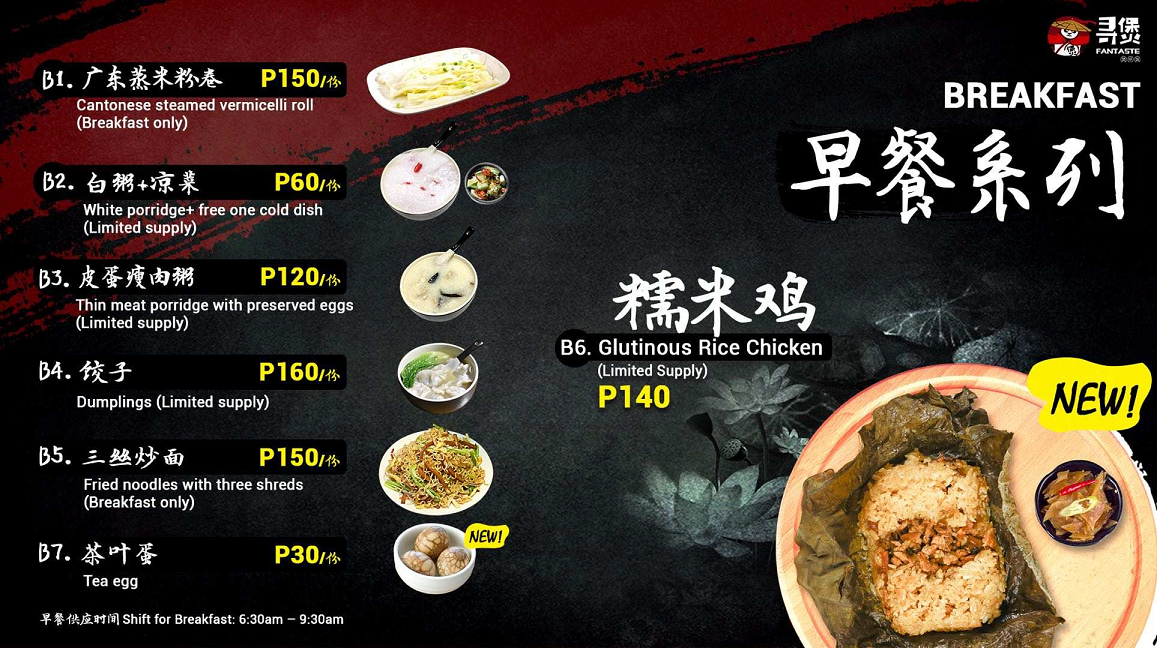 寻煲
FANTASTE
BREAKFAST
早餐系列
B1. 广东蒸米粉卷 P150/份
Cantonese steamed vermicelli roll
(Breakfast only)
B2. 白粥+凉菜 P60/份
White porridge+ free one cold dish
(Limited supply)
B3. 皮蛋瘦肉粥 P120/份
Thin meat porridge with preserved eggs
(Limited supply)
B4. 饺子 P160/份
Dumplings (Limited supply)
B5. 三丝炒面 P150/份
Fried noodles with three shreds
(Breakfast only)
B7. 茶叶蛋 P30/份
Tea egg
NEW!
早餐供应时间 Shift for Breakfast: 6:30am – 9:30am
糯米鸡
B6. Glutinous Rice Chicken
(Limited Supply)
P140
NEW!